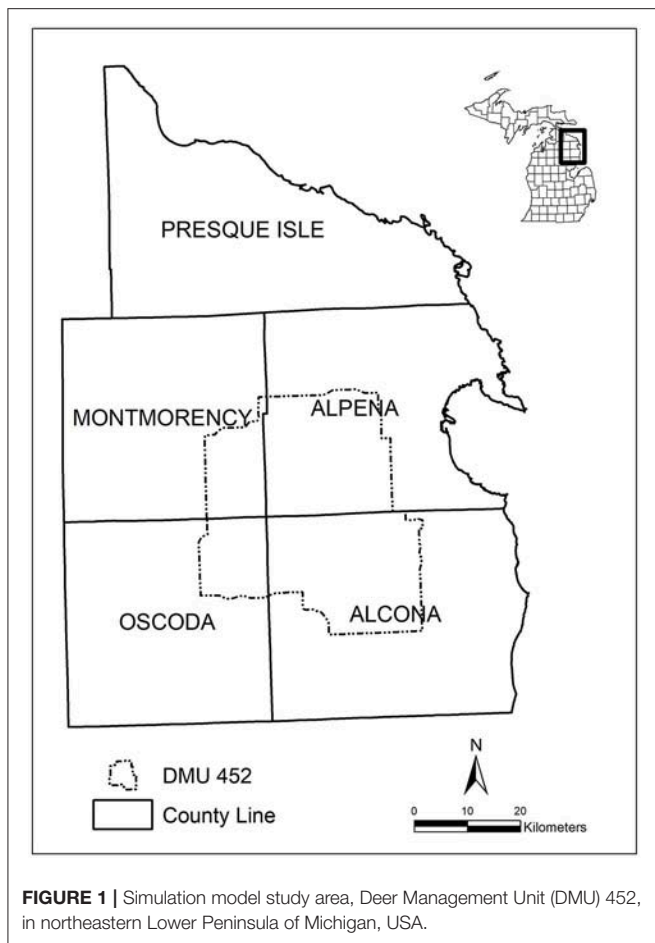 PRESQUE ISLE
MONTMORENCY
ALPENA
OSCODA
ALCONA
DMU 452
County Line
N
0 10 20
Kilometers
FIGURE 1 | Simulation model study area, Deer Management Unit (DMU) 452,
in northeastern Lower Peninsula of Michigan, USA.